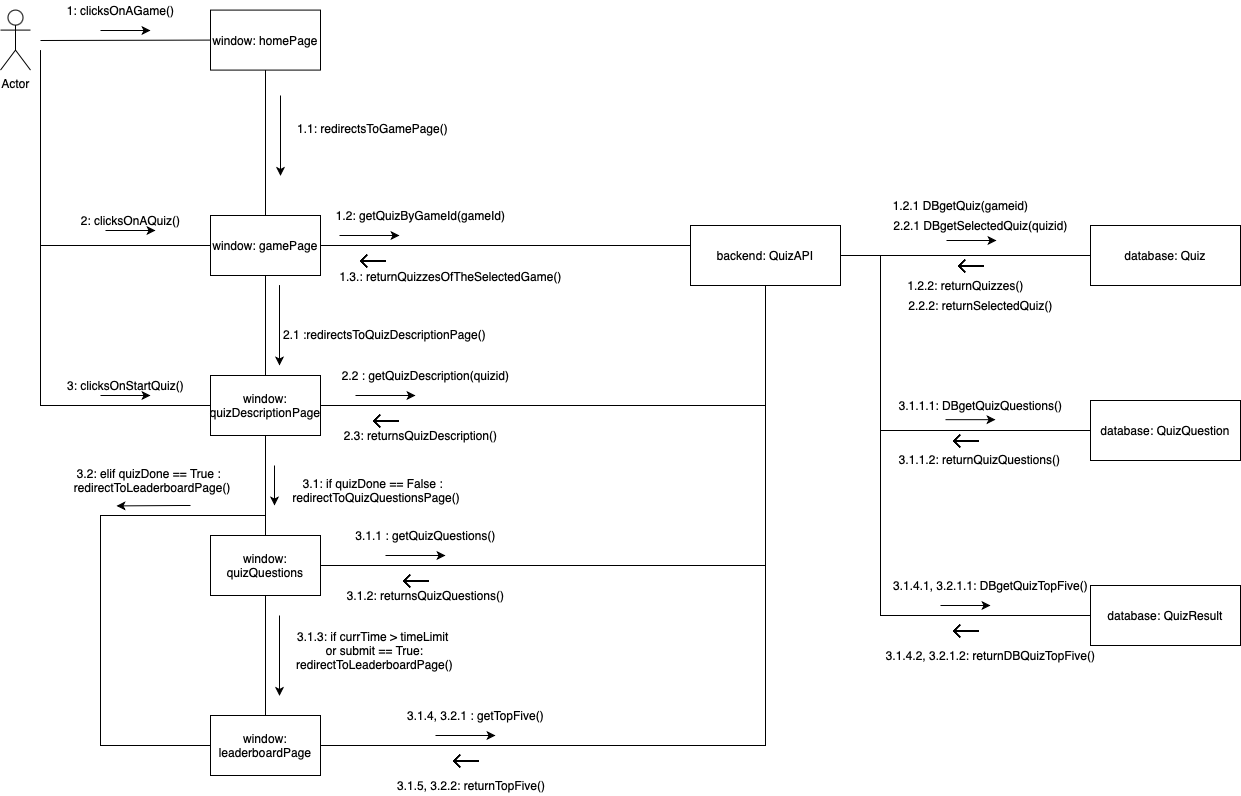 1: clicksOnAGame()
window: homePage
Actor
1.1: redirectsToGamePage()
2: clicksOnAQuiz()
window: gamePage
1.2: getQuizByGameId(gameId)
1.3.: returnQuizzesOfTheSelectedGame()
backend: QuizAPI
1.2.1 DBgetQuiz(gameid)
2.2.1 DBgetSelectedQuiz(quizid)
1.2.2: returnQuizzes()
2.2.2: returnSelectedQuiz()
database: Quiz
2.1 :redirectsToQuizDescriptionPage()
3: clicksOnStartQuiz()
window:
quizDescriptionPage
2.2 : getQuizDescription(quizid)
2.3: returnsQuizDescription()
3.1.1.1: DBgetQuizQuestions()
3.1.1.2: returnQuizQuestions()
database: QuizQuestion
3.2: elif quizDone == True :
redirectToLeaderboardPage()
3.1: if quizDone == False :
redirectToQuizQuestionsPage()
window:
quizQuestions
3.1.1 : getQuizQuestions()
3.1.2: returnsQuizQuestions()
3.1.4.1, 3.2.1.1: DBgetQuizTopFive()
3.1.4.2, 3.2.1.2: returnDBQuizTopFive()
database: QuizResult
3.1.3: if currTime > timeLimit
or submit == True:
redirectToLeaderboardPage()
window:
leaderboardPage
3.1.4, 3.2.1 : getTopFive()
3.1.5, 3.2.2: returnTopFive()